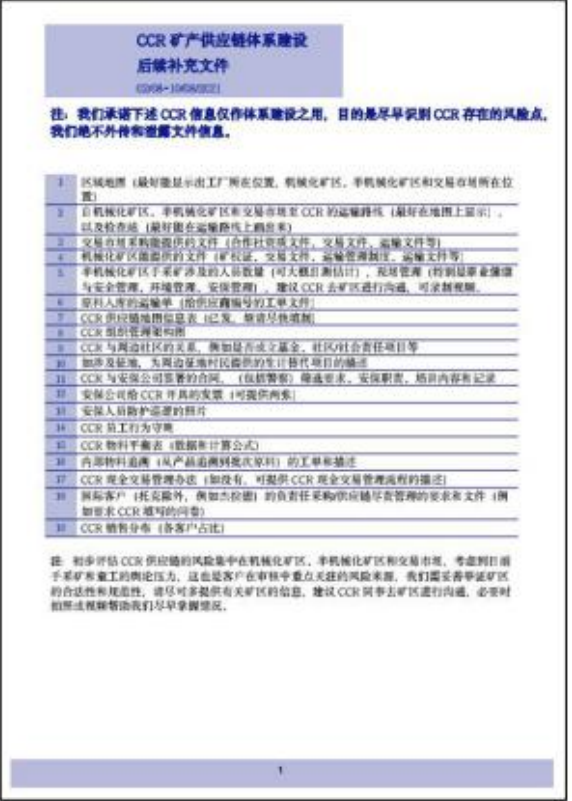 CCR 矿产供应链体系建设
后续补充文件
02/08-10/08/2021
注：我们承诺下述 CCR 信息仅作体系建设之用，目的是尽早识别 CCR 存在的风险点，
我们绝不外传和泄露文件信息。
1 区域地图（最好能显示出工厂所在位置，机械化矿区、半机械化矿区和交易市场所在位
置）
2 自机械化矿区、半机械化矿区和交易市场至 CCR 的运输路线（最好在地图上显示），
以及检查站（最好能在运输路线上画出来）
3 交易市场采购能提供的文件（合作社资质文件、交易文件、运输文件等）
4 机械化矿区能提供的文件（矿权证、交易文件、运输管理制度、运输文件等）
5 半机械化矿区手采矿涉及的人员数量（可大概目测估计），现场管理（特别是职业健康
与安全管理、环境管理、安保管理），建议 CCR 去矿区进行沟通，可录制视频。
6 原料入库的运输单（给供应商编号的工单文件）
7 CCR 供应链地图信息表（已发，烦请尽快填制）
8 CCR 组织管理架构图
9 CCR 与周边社区的关系，例如是否成立基金、社区/社会责任项目等
10 如涉及征地，为周边征地村民提供的生计替代项目的描述
11 CCR 与安保公司签署的合同，（包括警察）筛选要求、安保职责、培训内容和记录
12 安保公司给 CCR 开具的发票（可提供两张）
13 安保人员防护巡逻的照片
14 CCR 员工行为守则
15 CCR 物料平衡表（数据和计算公式）
16 内部物料追溯（从产品追溯到批次原料）的工单和描述
17 CCR 现金交易管理办法（如没有，可提供 CCR 现金交易管理流程的描述）
18 国际客户（托克除外，例如杰拉德）的负责任采购/供应链尽责管理的要求和文件（例
如要求 CCR 填写的问卷）
19 CCR 销售分布（各客户占比）
注：初步评估 CCR 供应链的风险集中在机械化矿区、半机械化矿区和交易市场，考虑到目前
手采矿和童工的舆论压力，这也是客户在审核中重点关注的风险来源，我们需妥善举证矿区
的合法性和规范性，请尽可多提供有关矿区的信息，建议 CCR 同事去矿区进行沟通，必要时
拍照或视频帮助我们尽早掌握情况。
1